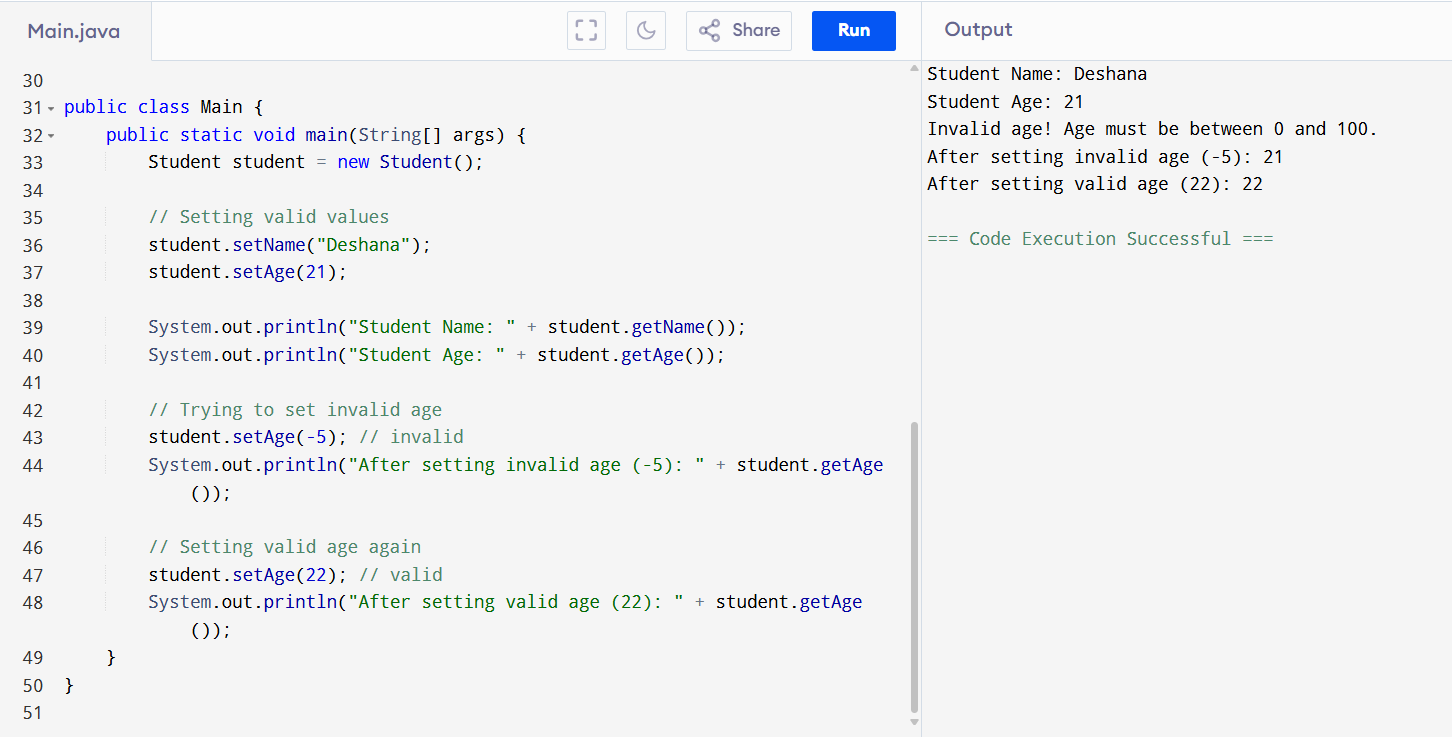 Main.java
Share
Run
Output
30
31 public class Main {
32     public static void main(String[] args) {
33         Student student = new Student();
34
35         // Setting valid values
36         student.setName("Deshana");
37         student.setAge(21);
38
39         System.out.println("Student Name: " + student.getName());
40         System.out.println("Student Age: " + student.getAge());
41
42         // Trying to set invalid age
43         student.setAge(-5); // invalid
44         System.out.println("After setting invalid age (-5): " + student.getAge
            ());
45
46         // Setting valid age again
47         student.setAge(22); // valid
48         System.out.println("After setting valid age (22): " + student.getAge
            ());
49     }
50 }
51
Student Name: Deshana
Student Age: 21
Invalid age! Age must be between 0 and 100.
After setting invalid age (-5): 21
After setting valid age (22): 22
=== Code Execution Successful ===